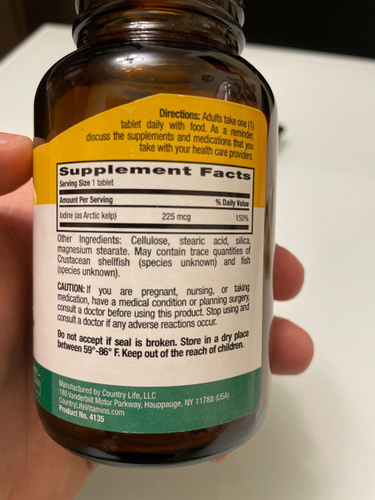 Directions: Adults take one (1)
tablet daily with food. As a reminder,
discuss the supplements and medications that you
take with your health care providers.
Supplement Facts
Serving Size 1 tablet
Amount Per Serving % Daily Value
Iodine (as Arctic kelp) 225 mcg 150%
Other Ingredients: Cellulose, stearic acid, silica,
magnesium stearate. May contain trace quantities of
Crustacean shellfish (species unknown) and fish
(species unknown).
CAUTION: If you are pregnant, nursing, or taking
medication, have a medical condition or planning surgery,
consult a doctor before using this product. Stop using and
consult a doctor if any adverse reactions occur.
Do not accept if seal is broken. Store in a dry place
between 59°-86° F. Keep out of the reach of children.
Manufactured by Country Life, LLC
180 Vanderbilt Motor Parkway, Hauppauge, NY 11788 (USA)
CountryLifeVitamins.com
Product No. 4135